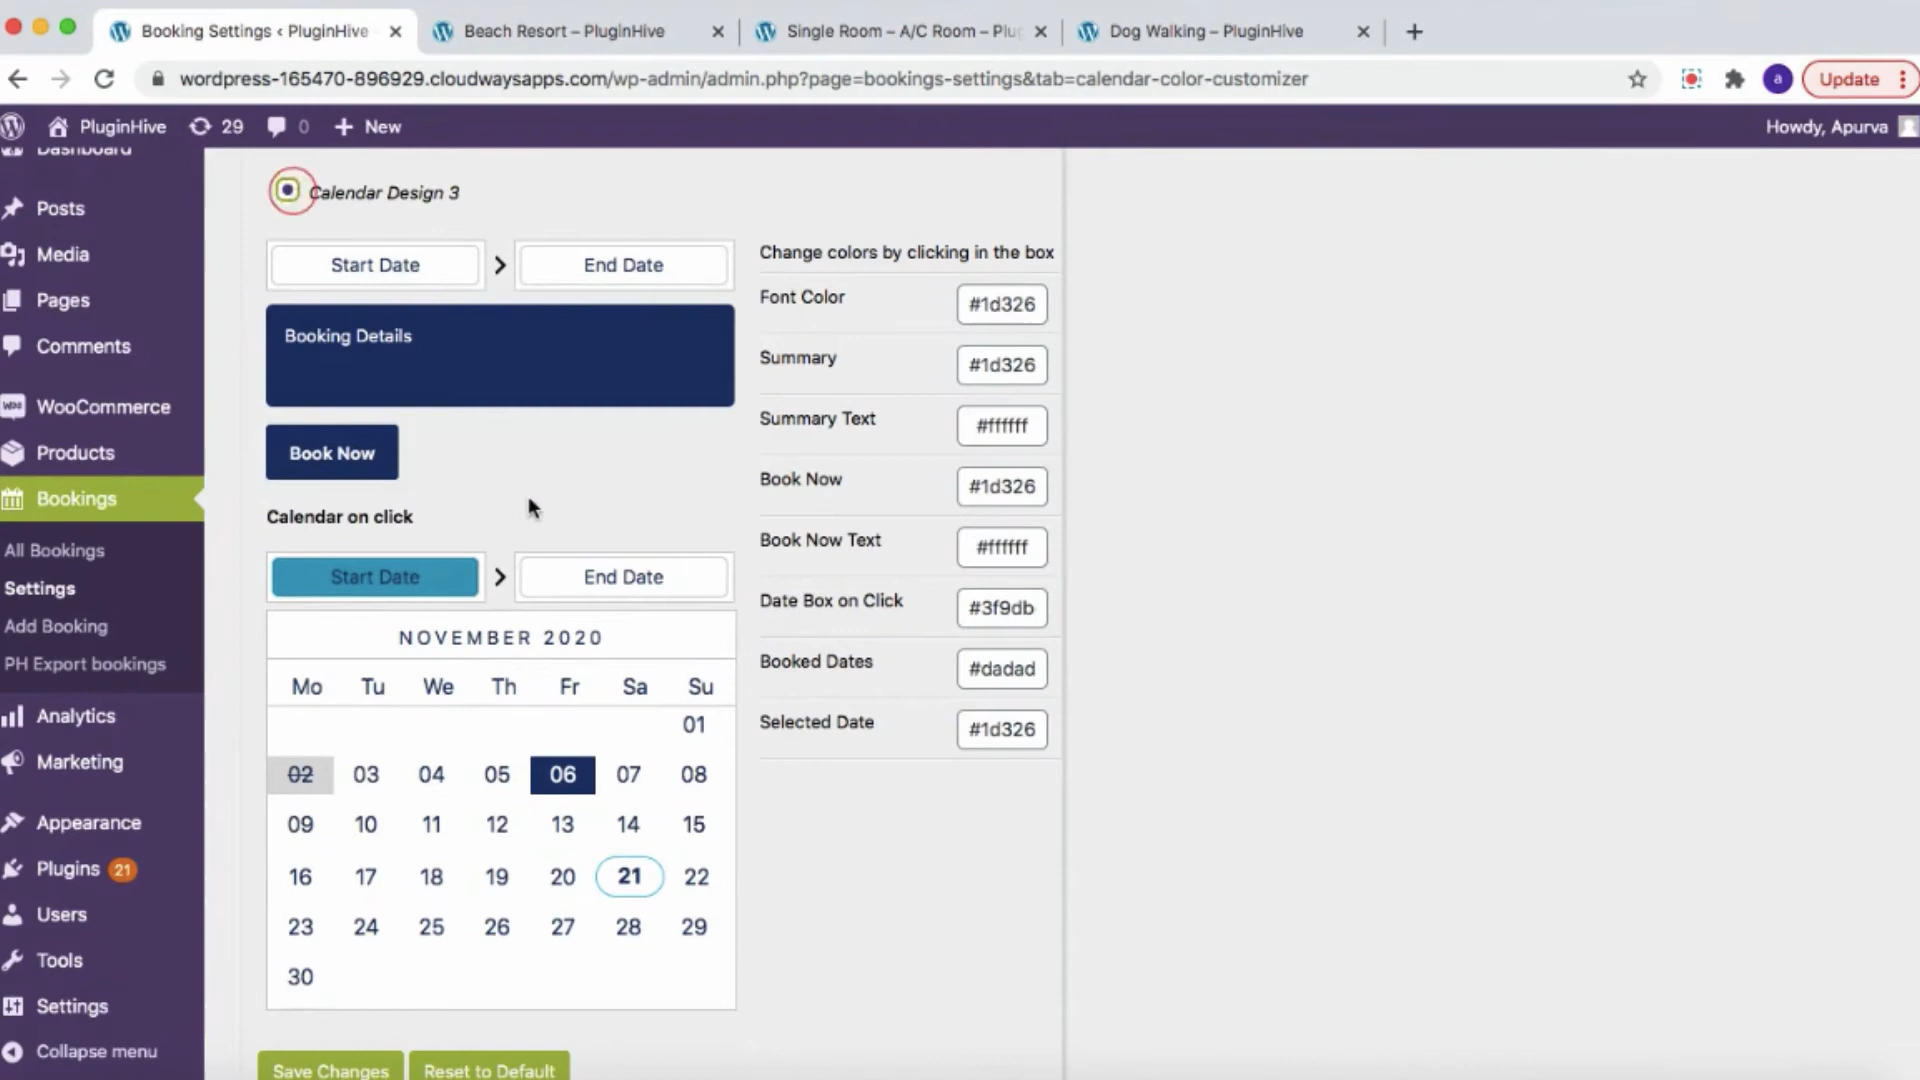 Booking Settings ‹ PluginHive
Beach Resort – PluginHive
Single Room – A/C Room – Plu
Dog Walking – PluginHive
wordpress-165470-896929.cloudwaysapps.com/wp-admin/admin.php?page=bookings-settings&tab=calendar-color-customizer
a
Update
PluginHive
29
0
New
Howdy, Apurva
Dashboard
Posts
Media
Pages
Comments
WooCommerce
Products
Bookings
All Bookings
Settings
Add Booking
PH Export bookings
Analytics
Marketing
Appearance
Plugins 21
Users
Tools
Settings
Collapse menu
Calendar Design 3
Start Date
End Date
Booking Details
Book Now
Calendar on click
Start Date
End Date
NOVEMBER 2020
Mo Tu We Th Fr Sa Su
01
02 03 04 05 06 07 08
09 10 11 12 13 14 15
16 17 18 19 20 21 22
23 24 25 26 27 28 29
30
Save Changes
Reset to Default
Change colors by clicking in the box
Font Color #1d326
Summary #1d326
Summary Text #ffffff
Book Now #1d326
Book Now Text #ffffff
Date Box on Click #3f9db
Booked Dates #dadad
Selected Date #1d326